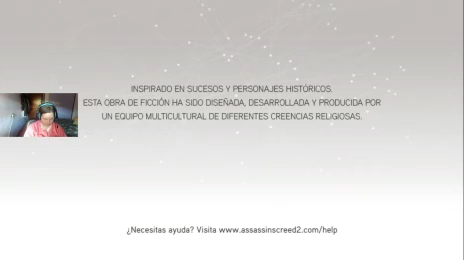 INSPIRADO EN SUCESOS Y PERSONAJES HISTÓRICOS.
ESTA OBRA DE FICCIÓN HA SIDO DISEÑADA, DESARROLLADA Y PRODUCIDA POR
UN EQUIPO MULTICULTURAL DE DIFERENTES CREENCIAS RELIGIOSAS.
¿Necesitas ayuda? Visita www.assassinscreed2.com/help